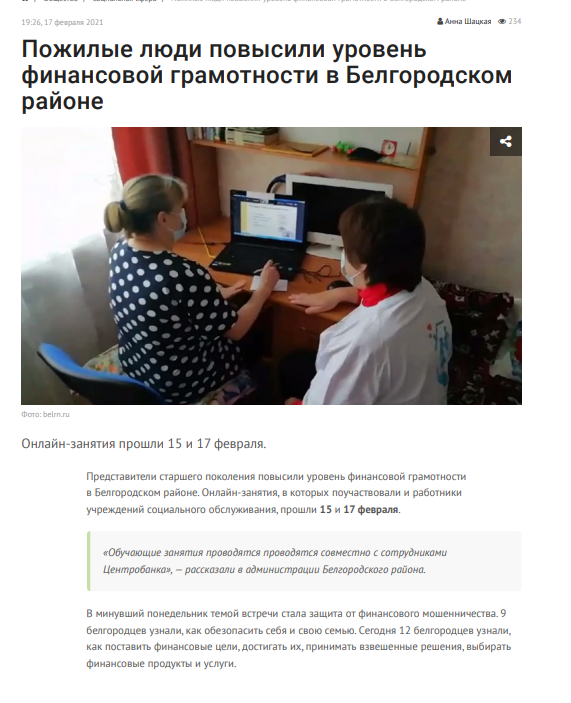 19:26, 17 февраля 2021
Анна Шацкая 234
Пожилые люди повысили уровень
финансовой грамотности в Белгородском
районе
Фото: belrn.ru
Онлайн-занятия прошли 15 и 17 февраля.
Представители старшего поколения повысили уровень финансовой грамотности
в Белгородском районе. Онлайн-занятия, в которых поучаствовали и работники
учреждений социального обслуживания, прошли 15 и 17 февраля.
«Обучающие занятия проводятся проводятся совместно с сотрудниками
Центробанка», — рассказали в администрации Белгородского района.
В минувший понедельник темой встречи стала защита от финансового мошенничества. 9
белгородцев узнали, как обезопасить себя и свою семью. Сегодня 12 белгородцев узнали,
как поставить финансовые цели, достигать их, принимать взвешенные решения, выбирать
финансовые продукты и услуги.